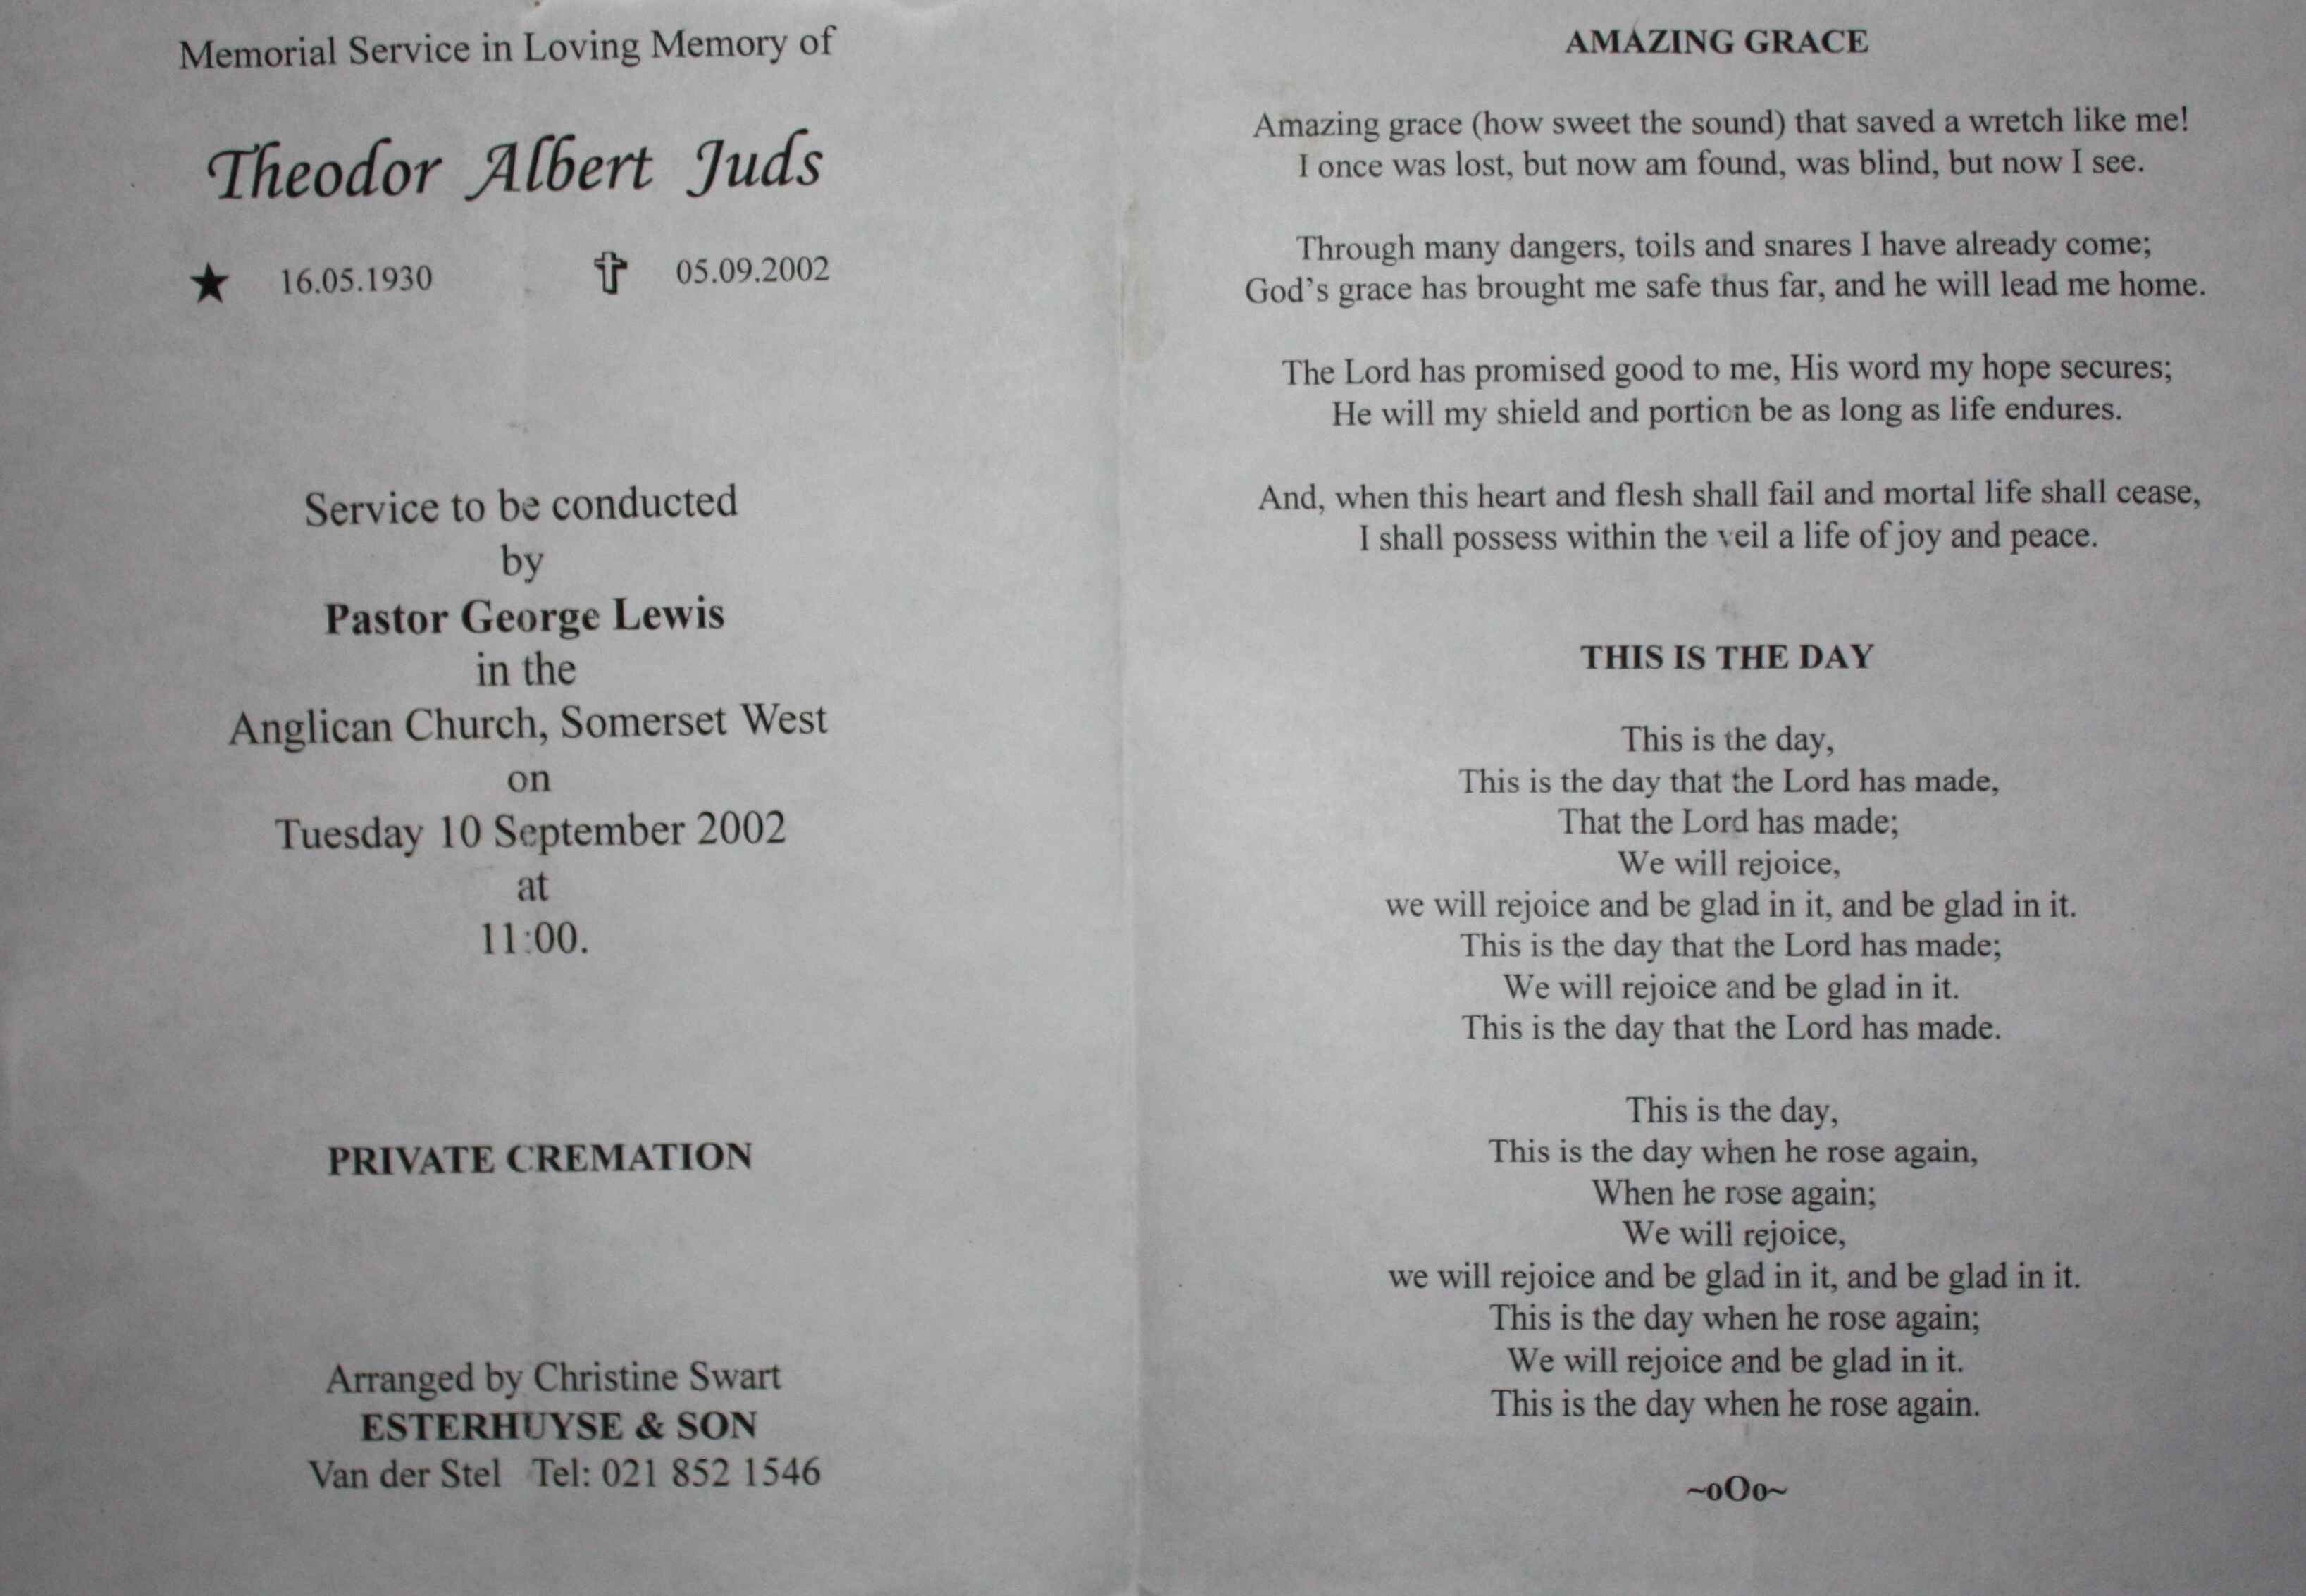 Memorial Service in Loving Memory of
Theodor Albert Juds
★ 16.05.1930 ✞ 05.09.2002
Service to be conducted
by
Pastor George Lewis
in the
Anglican Church, Somerset West
on
Tuesday 10 September 2002
at
11:00.
PRIVATE CREMATION
Arranged by Christine Swart
ESTERHUYSE & SON
Van der Stel Tel: 021 852 1546
AMAZING GRACE
Amazing grace (how sweet the sound) that saved a wretch like me!
I once was lost, but now am found, was blind, but now I see.
Through many dangers, toils and snares I have already come;
God's grace has brought me safe thus far, and he will lead me home.
The Lord has promised good to me, His word my hope secures;
He will my shield and portion be as long as life endures.
And, when this heart and flesh shall fail and mortal life shall cease,
I shall possess within the veil a life of joy and peace.
THIS IS THE DAY
This is the day,
This is the day that the Lord has made,
That the Lord has made;
We will rejoice,
we will rejoice and be glad in it, and be glad in it.
This is the day that the Lord has made;
We will rejoice and be glad in it.
This is the day that the Lord has made.
This is the day,
This is the day when he rose again,
When he rose again;
We will rejoice,
we will rejoice and be glad in it, and be glad in it.
This is the day when he rose again;
We will rejoice and be glad in it.
This is the day when he rose again.
~oOo~